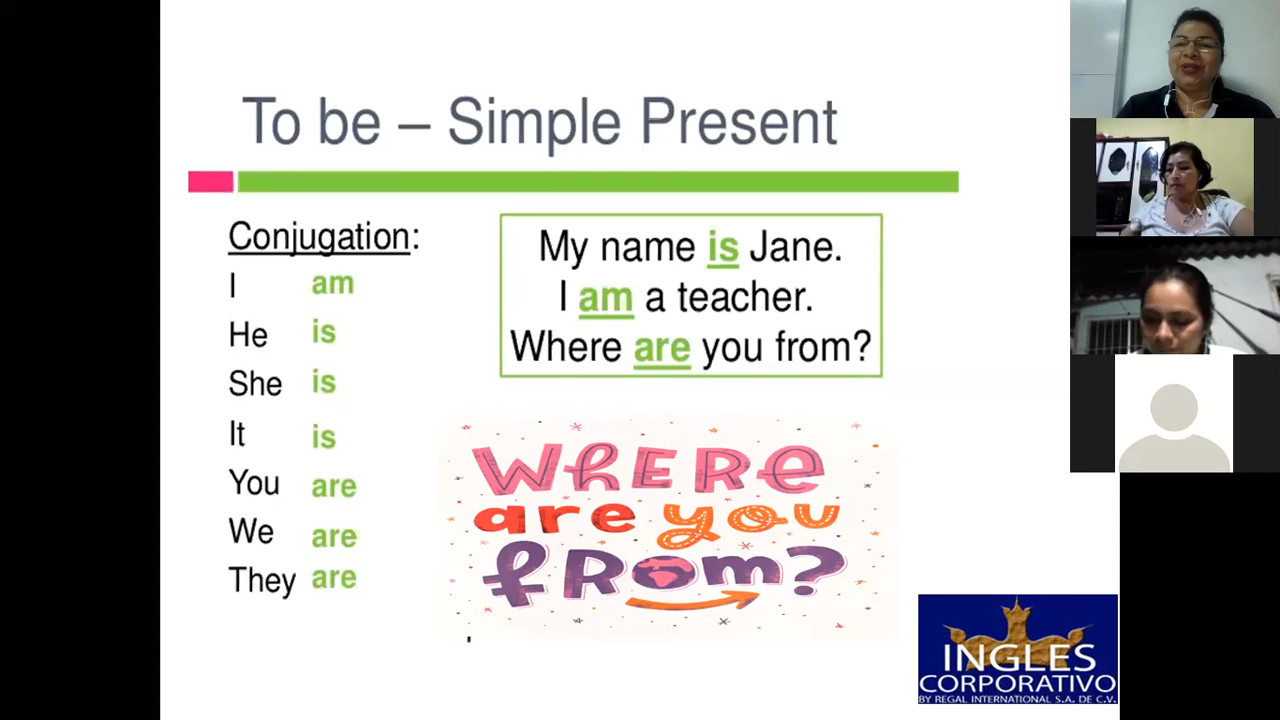 To be – Simple Present
Conjugation:
I am
He is
She is
It is
You are
We are
They are
My name is Jane.
I am a teacher.
Where are you from?
WHERE
are you
FROM?
INGLES
CORPORATIVO
BY REGAL INTERNATIONAL S.A. DE C.V.